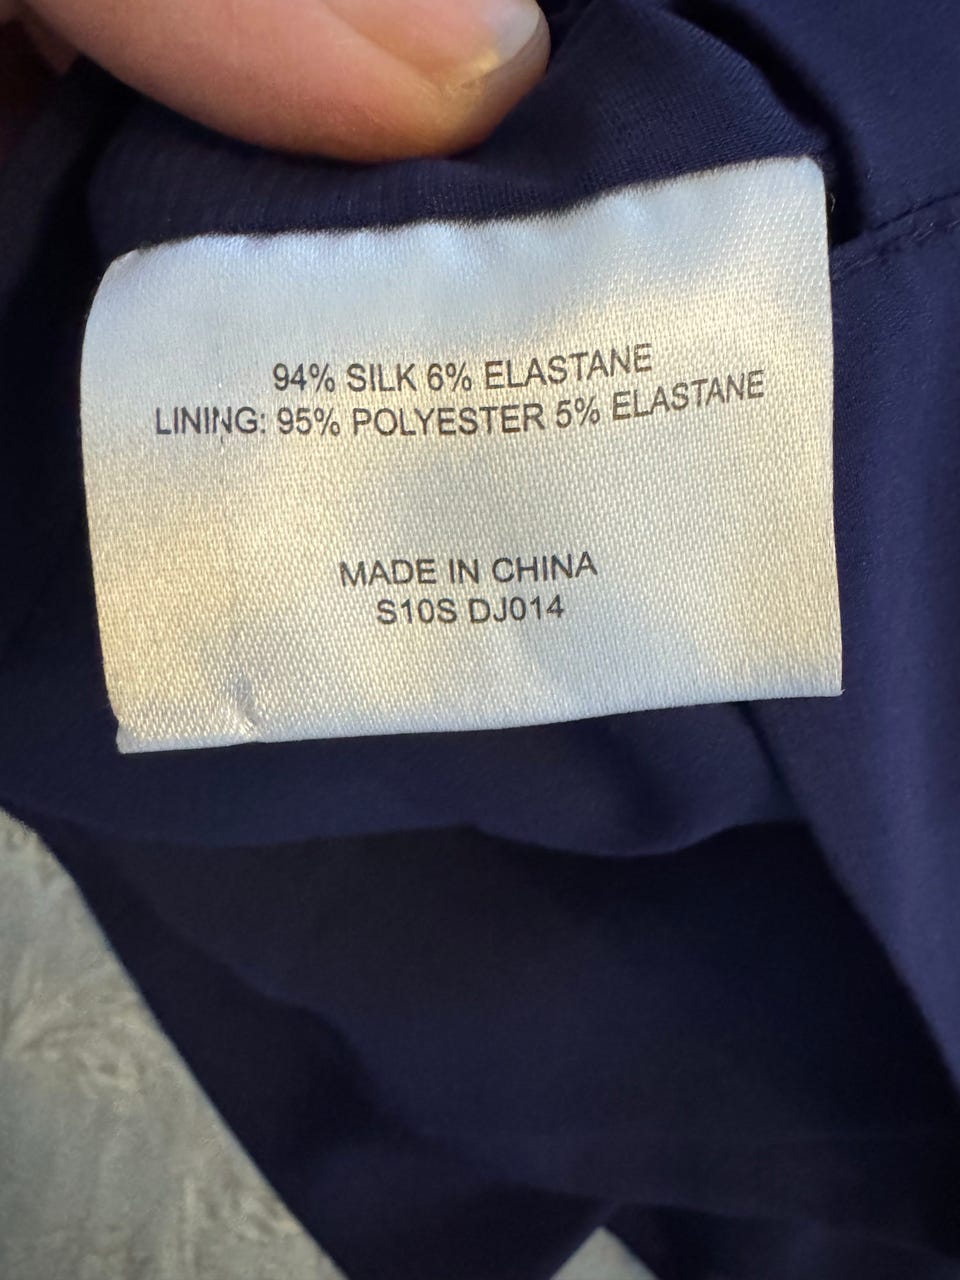 94% SILK 6% ELASTANE
LINING: 95% POLYESTER 5% ELASTANE
MADE IN CHINA
S10S DJ014